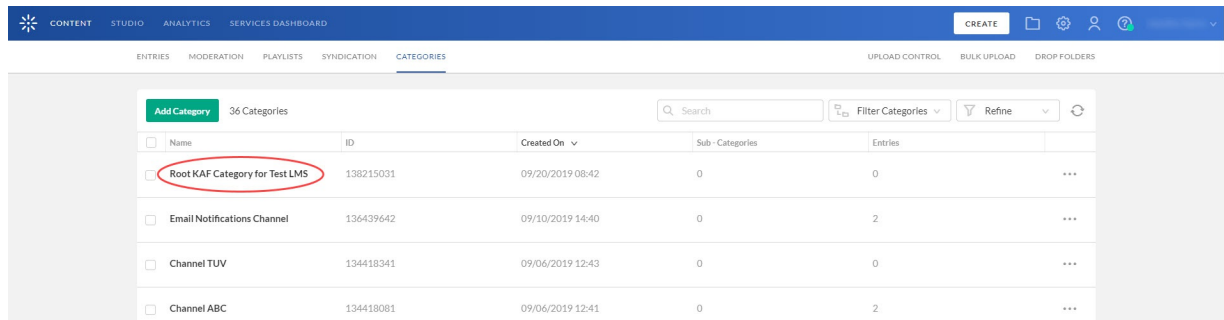 CONTENT STUDIO ANALYTICS SERVICES DASHBOARD CREATE
ENTRIES MODERATION PLAYLISTS SYNDICATION CATEGORIES UPLOAD CONTROL BULK UPLOAD DROP FOLDERS
Add Category 36 Categories Search Filter Categories Refine
Name ID Created On Sub - Categories Entries
Root KAF Category for Test LMS 138215031 09/20/2019 08:42 0 0
Email Notifications Channel 136439642 09/10/2019 14:40 0 2
Channel TUV 134418341 09/06/2019 12:43 0 0
Channel ABC 134418081 09/06/2019 12:41 0 2